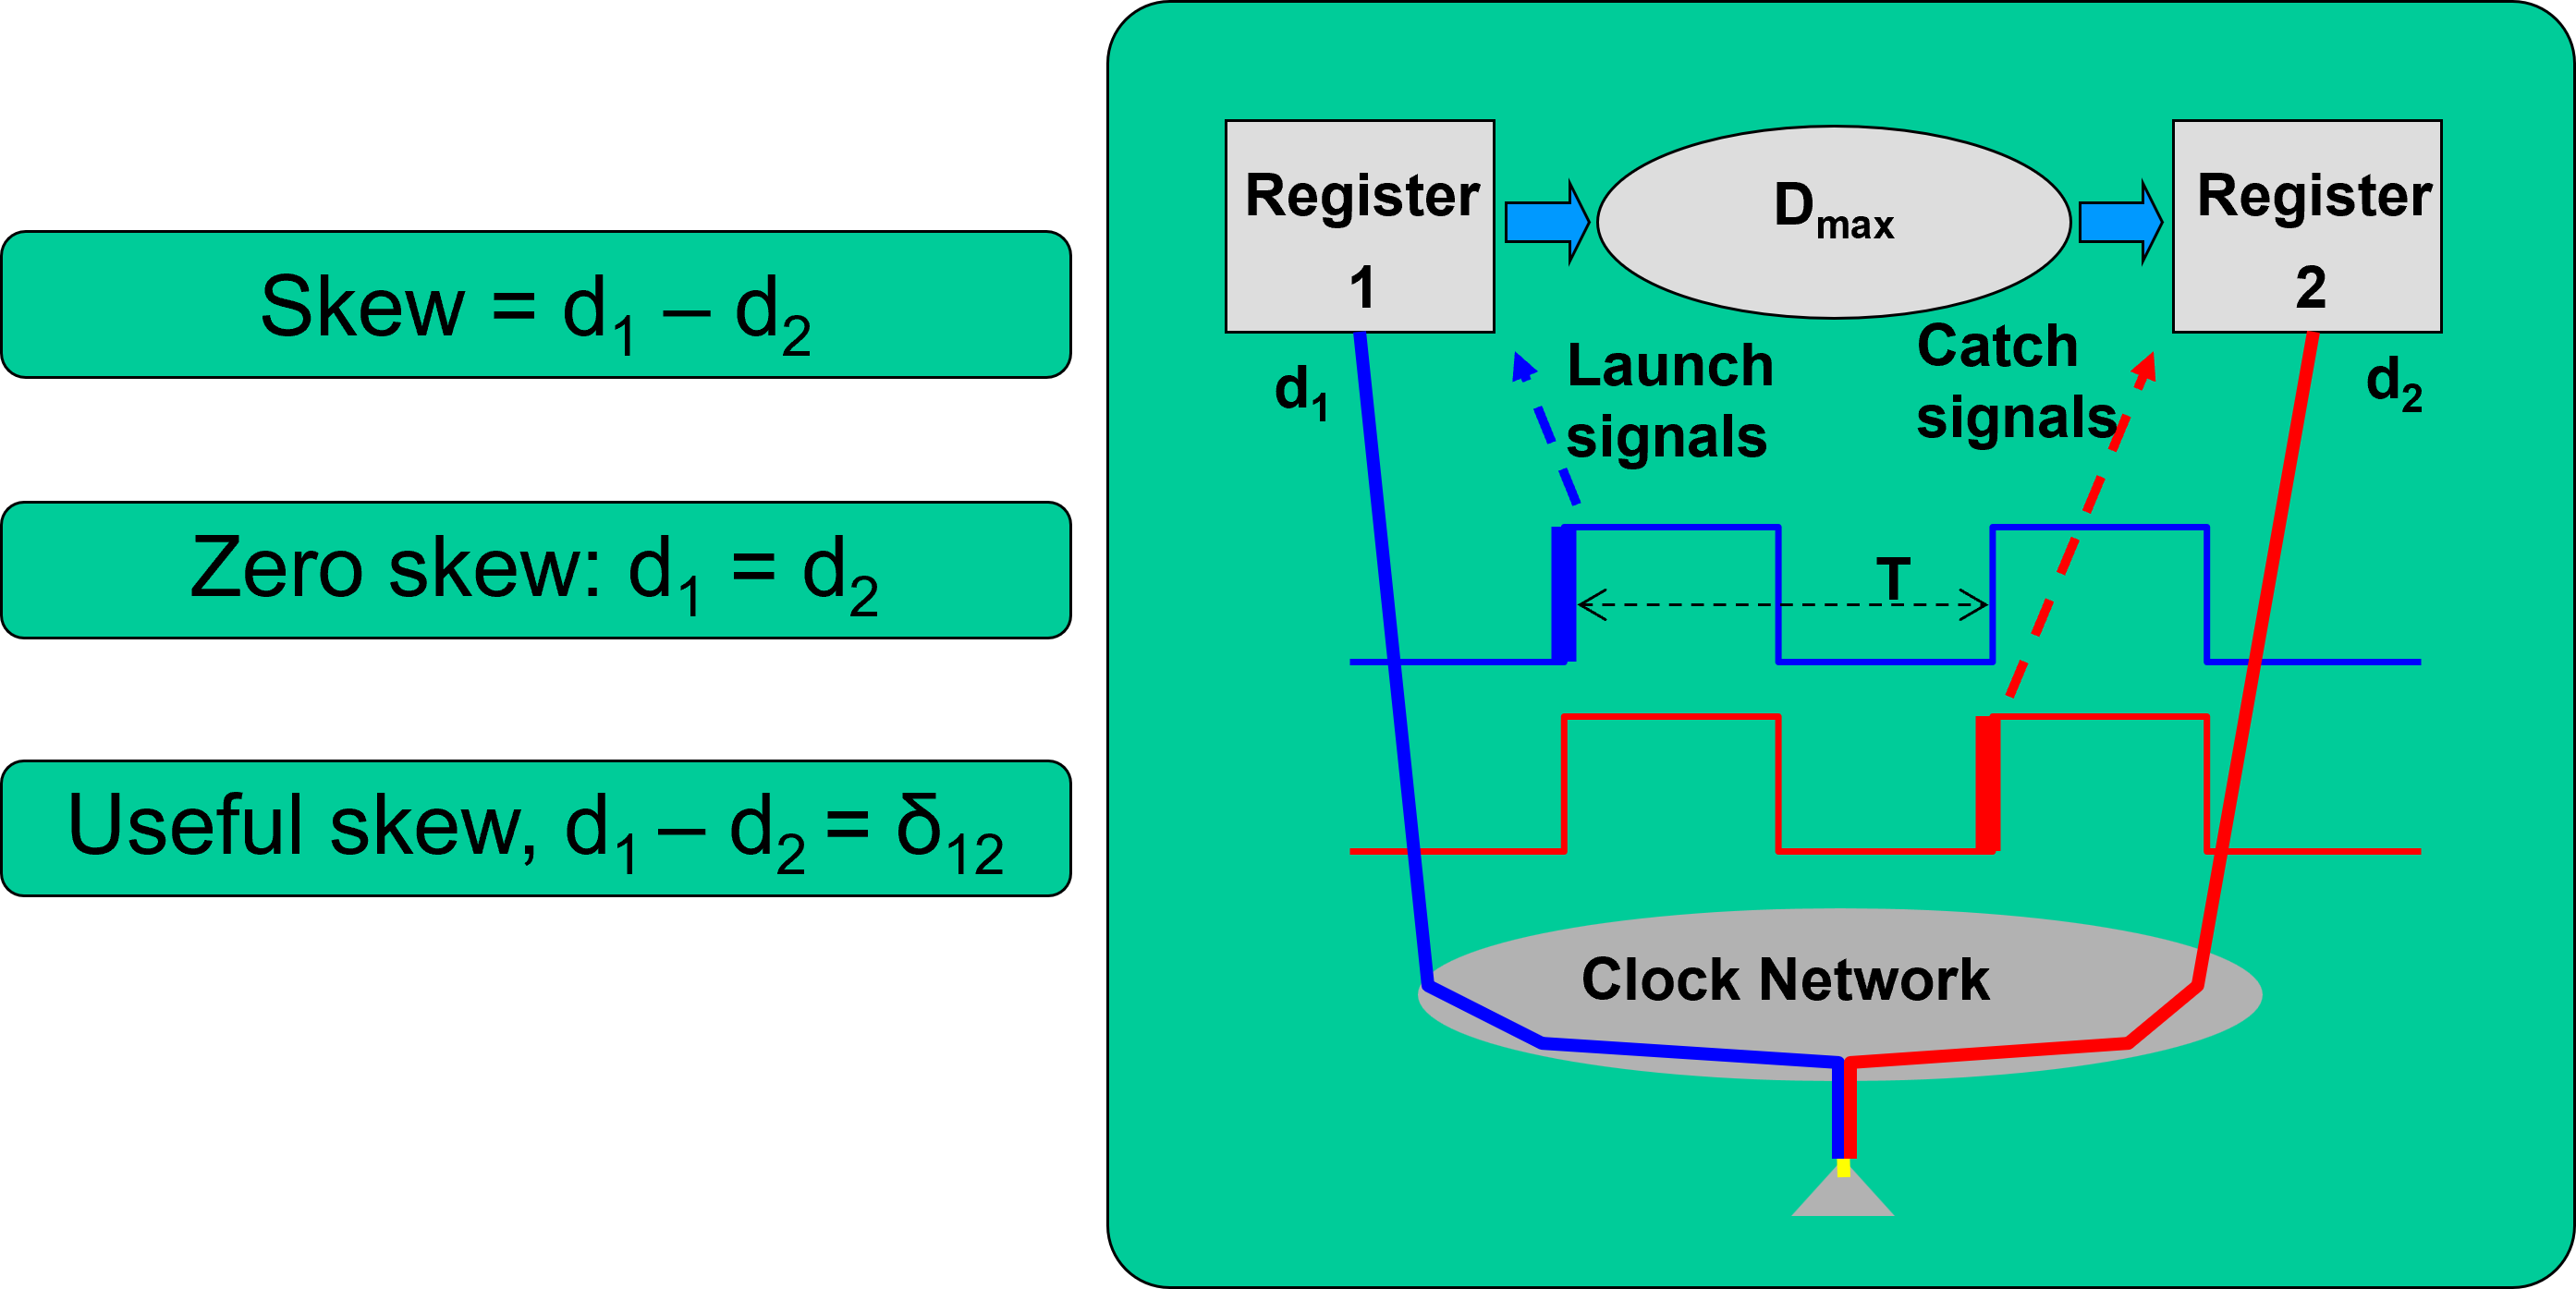 Skew = d₁ – d₂
Zero skew: d₁ = d₂
Useful skew, d₁ – d₂ = δ₁₂
Register
1
Dmax
Register
2
d₁
Launch
signals
Catch
signals
d₂
T
Clock Network